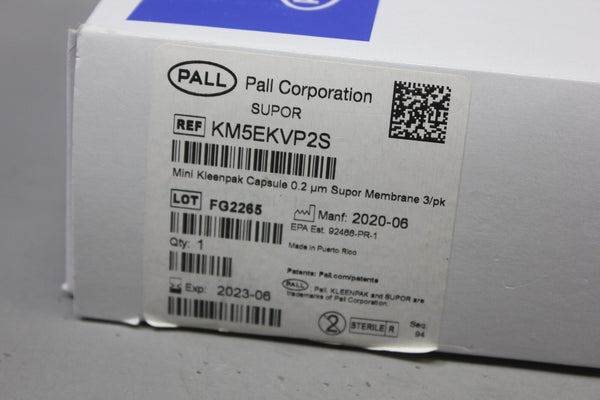 PALL Pall Corporation
SUPOR
REF KM5EKVP2S
Mini Kleenpak Capsule 0.2 µm Supor Membrane 3/pk
LOT FG2265
Manf: 2020-06
EPA Est. 92466-PR-1
Qty: 1
Made in Puerto Rico
Patents: Pall.com/patents
Exp: 2023-06
PALL, Pall, KLEENPAK and SUPOR are
trademarks of Pall Corporation.
2
STERILE R
Seq:
94